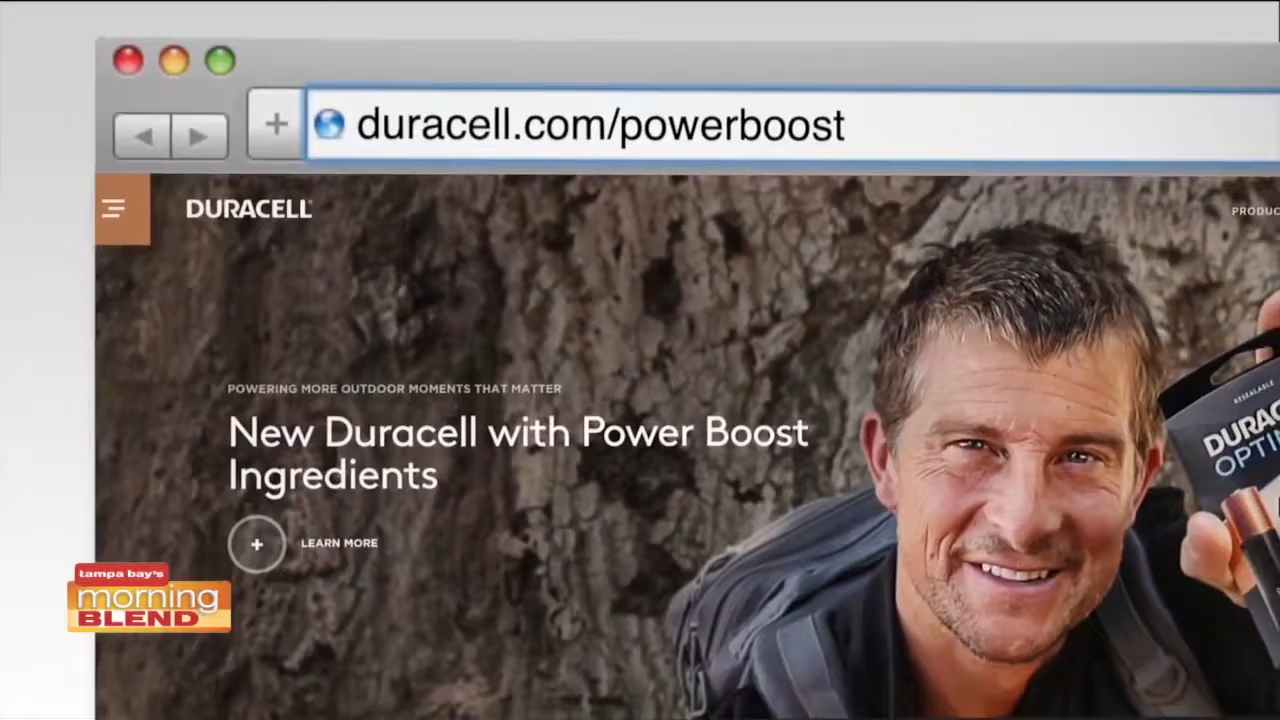 duracell.com/powerboost
DURACELL
PRODUC
POWERING MORE OUTDOOR MOMENTS THAT MATTER
New Duracell with Power Boost
Ingredients
+ LEARN MORE
RESEALABLE
DURAC
OPTI
tampa bay's
morning
BLEND